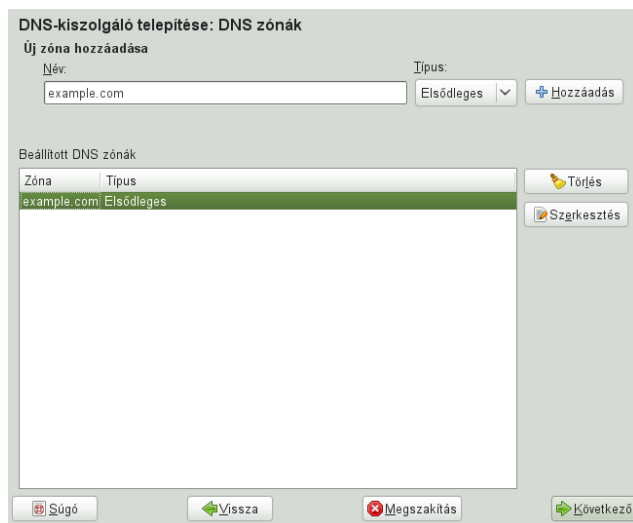 DNS-kiszolgáló telepítése: DNS zónák
Új zóna hozzáadása
Név:
Típus:
example.com
Elsődleges
Hozzáadás
Beállított DNS zónák
Zóna Típus
Törlés
example.com Elsődleges
Szerkesztés
Súgó
Vissza
Megszakítás
Következő